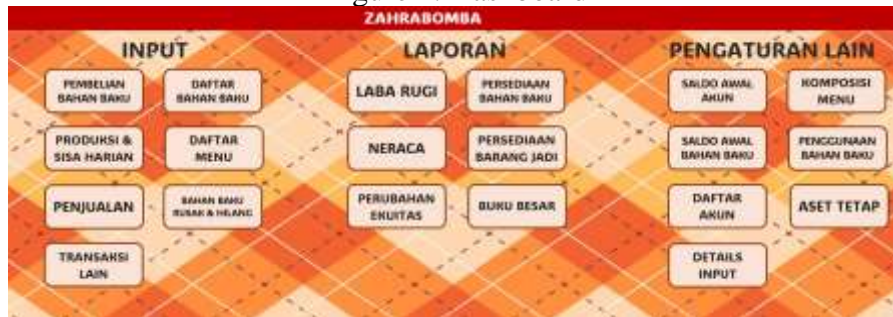 ZAHRABOMBA
INPUT
PEMBELIAN
BAHAN BAKU
DAFTAR
BAHAN BAKU
PRODUKSI &
SISA HARIAN
DAFTAR
MENU
PENJUALAN
BAHAN BAKU
RUSAK & HILANG
TRANSAKSI
LAIN
LAPORAN
LABA RUGI
PERSEDIAAN
BAHAN BAKU
NERACA
PERSEDIAAN
BARANG JADI
PERUBAHAN
EKUITAS
BUKU BESAR
PENGATURAN LAIN
SALDO AWAL
AKUN
KOMPOSISI
MENU
SALDO AWAL
BAHAN BAKU
PENGGUNAAN
BAHAN BAKU
DAFTAR
AKUN
ASET TETAP
DETAILS
INPUT